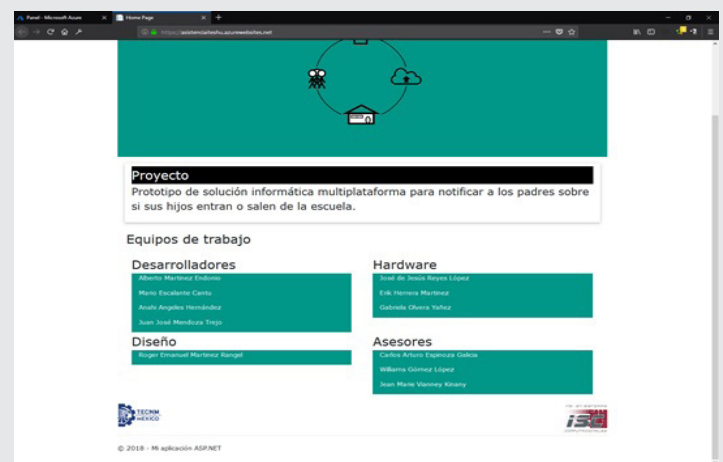 Panel - Microsoft Azure
Home Page
https://asistenciaiteshu.azurewebsites.net
Proyecto
Prototipo de solución informática multiplataforma para notificar a los padres sobre
si sus hijos entran o salen de la escuela.
Equipos de trabajo
Desarrolladores
Alberto Martinez Endonio
Mario Escalante Cantu
Anahi Angeles Hernández
Juan José Mendoza Trejo
Hardware
José de Jesús Reyes López
Erik Herrera Martinez
Gabriela Olvera Yañez
Diseño
Roger Emanuel Martinez Rangel
Asesores
Carlos Arturo Espinoza Galicia
Williams Gómez López
Jean Marie Vianney Kinany
TECNM
MÉXICO
isc
© 2018 - Mi aplicación ASP.NET